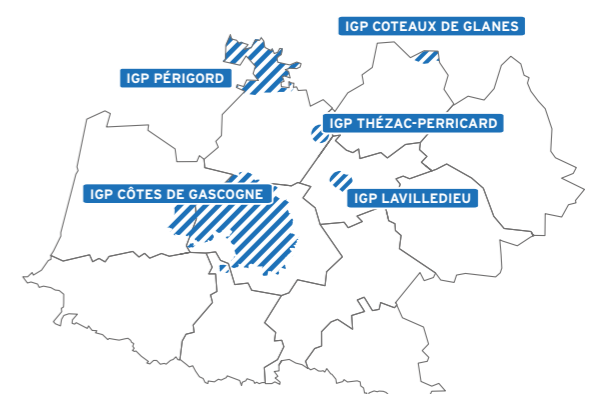 IGP COTEAUX DE GLANES
IGP PÉRIGORD
IGP THÉZAC-PERRICARD
IGP CÔTES DE GASCOGNE
IGP LAVILLEDIEU